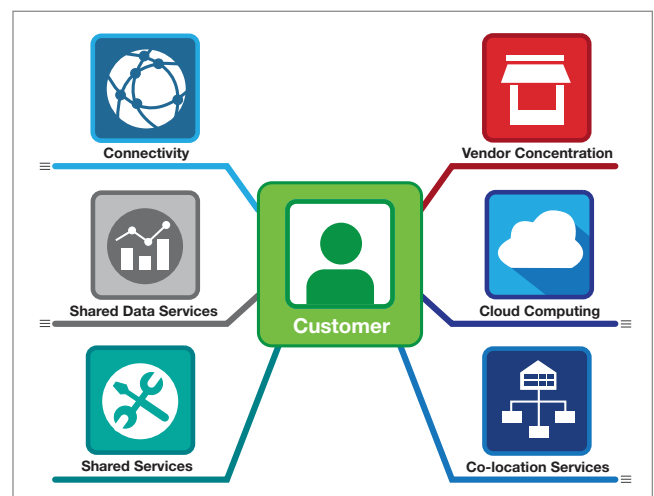 Connectivity
Vendor Concentration
Shared Data Services
Customer
Cloud Computing
Shared Services
Co-location Services